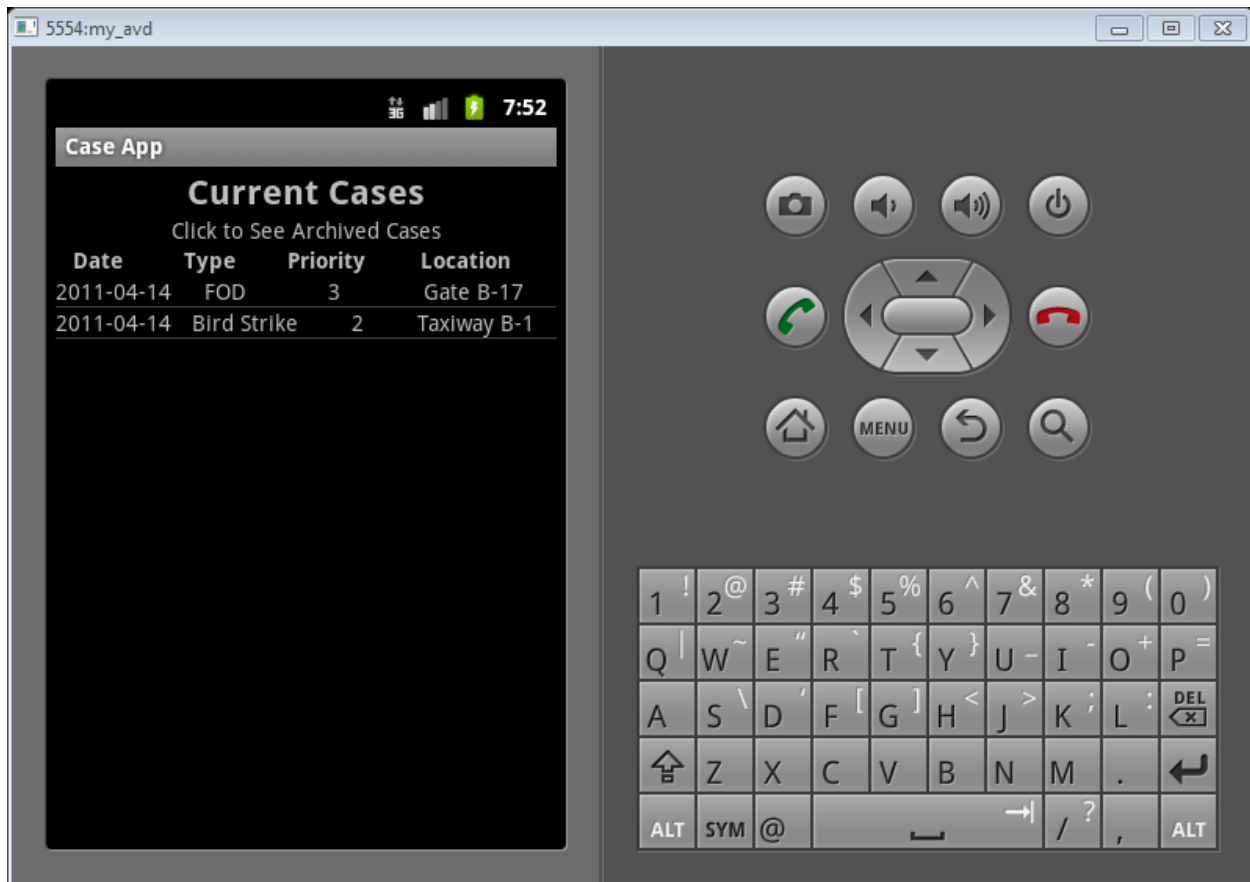 5554:my_avd
3G 7:52
Case App
Current Cases
Click to See Archived Cases
Date Type Priority Location
2011-04-14 FOD 3 Gate B-17
2011-04-14 Bird Strike 2 Taxiway B-1
MENU
1 ! 2 @ 3 # 4 $ 5 % 6 ^ 7 & 8 * 9 ( 0 )
Q | W ~ E " R ` T { Y } U _ I - O + P =
A S \ D ' F [ G ] H < J > K ; L : DEL
Z X C V B N M .
ALT SYM @ / ? , ALT